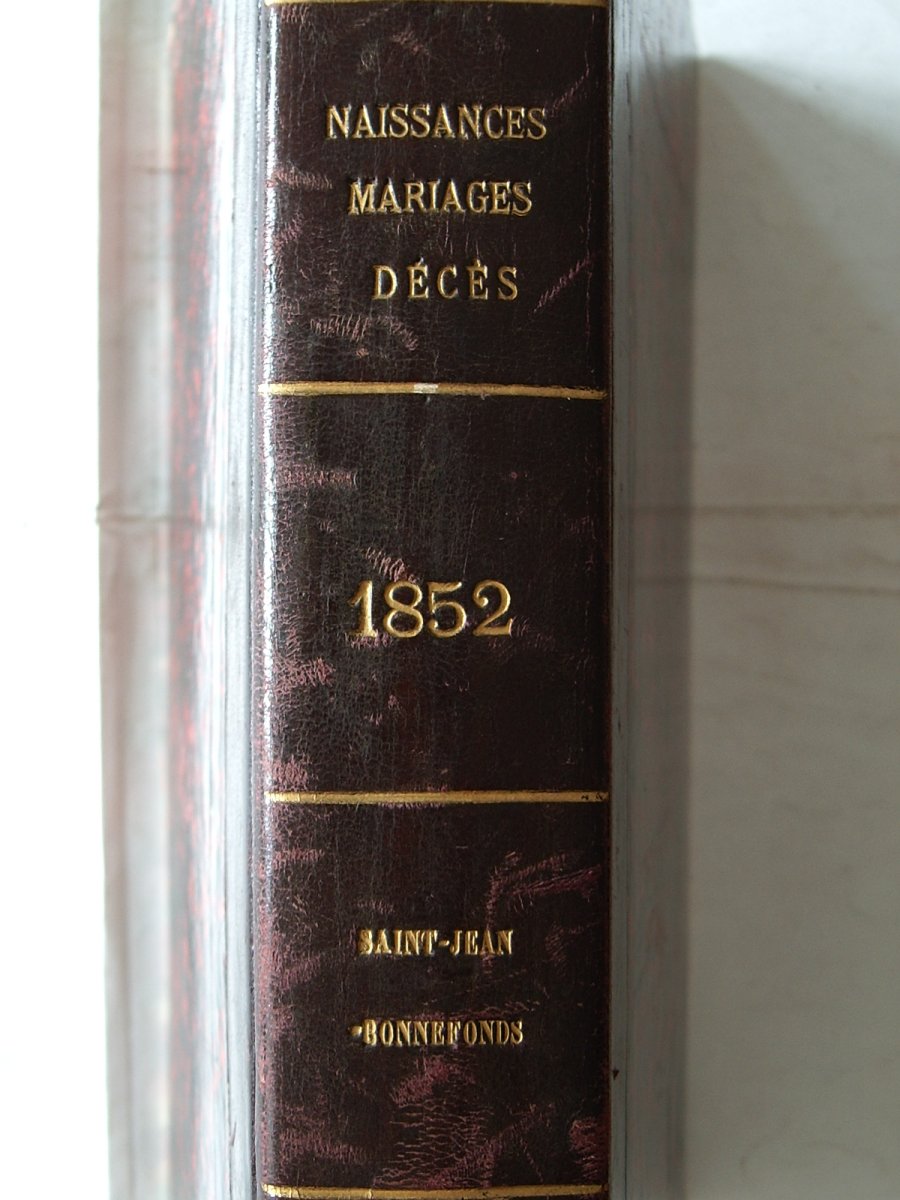 NAISSANCES
MARIAGES
DÉCÈS
1852
SAINT-JEAN
-BONNEFONDS